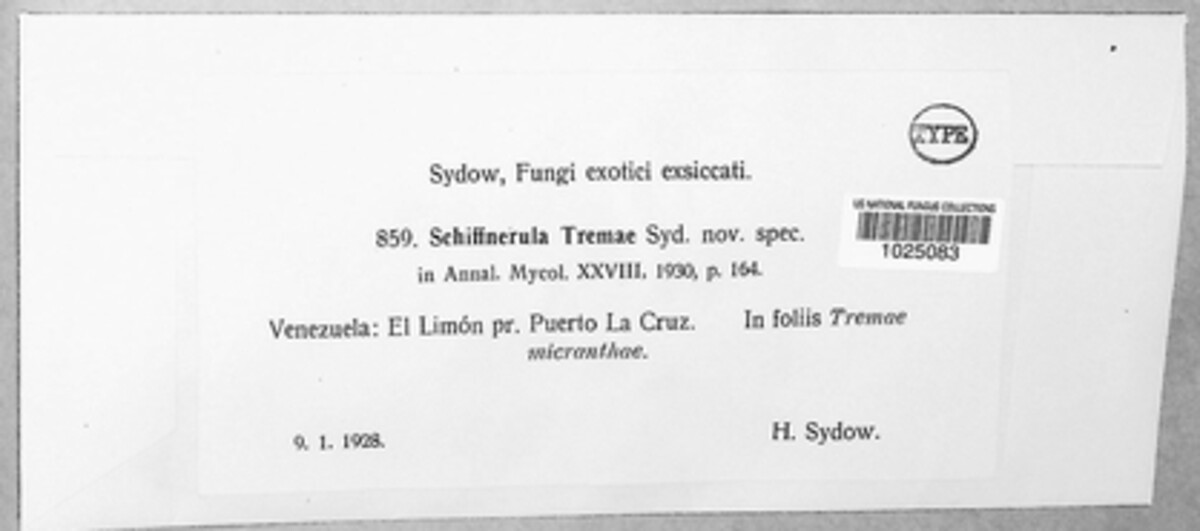 TYPE
Sydow, Fungi exotici exsiccati.
US NATIONAL FUNGUS COLLECTIONS
1025083
859. Schiffnerula Tremae Syd. nov. spec.
in Annal. Mycol. XXVIII, 1930, p. 164.
Venezuela: El Limón pr. Puerto La Cruz. In foliis Tremae
micranthae.
9. 1. 1928.
H. Sydow.